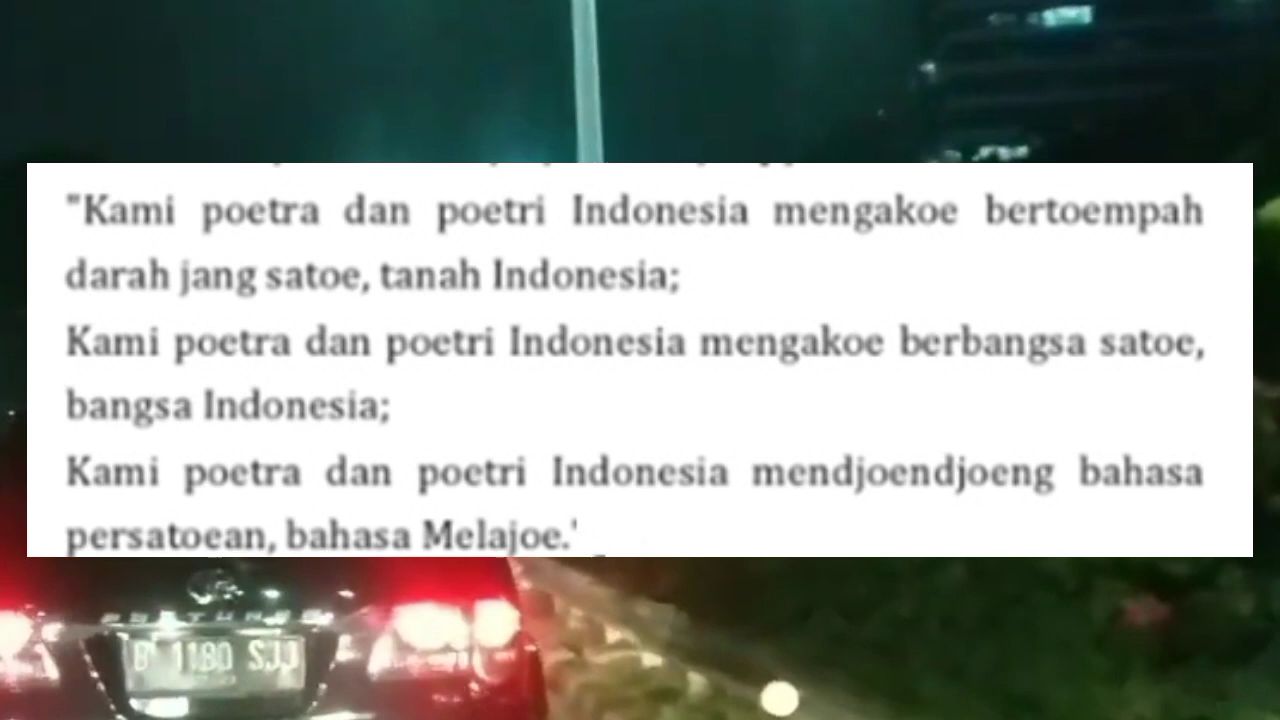 "Kami poetra dan poetri Indonesia mengakoe bertoempah
darah jang satoe, tanah Indonesia;
Kami poetra dan poetri Indonesia mengakoe berbangsa satoe,
bangsa Indonesia;
Kami poetra dan poetri Indonesia mendjoendjoeng bahasa
persatoean, bahasa Melajoe.'
FORTUNER
B 1180 SJJ